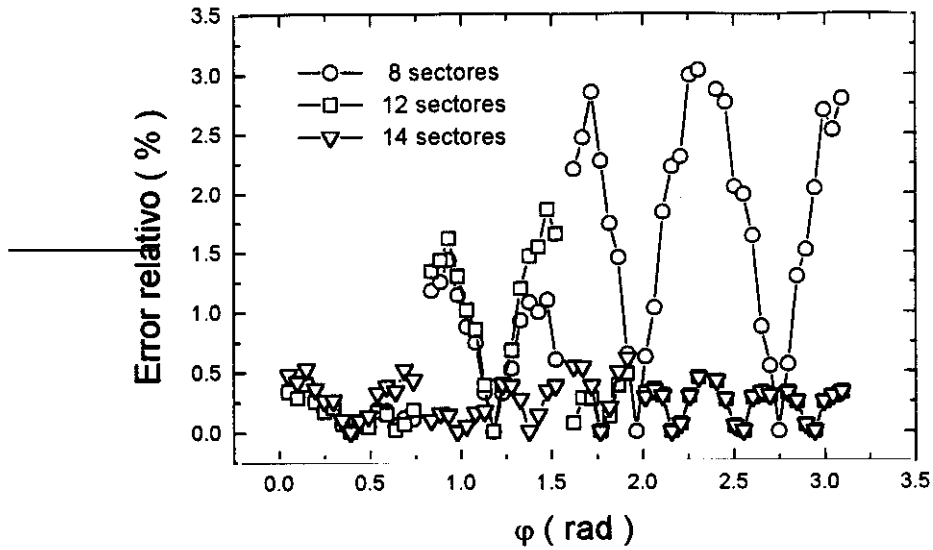 3.5
3.0
2.5
2.0
1.5
1.0
0.5
0.0
Error relativo ( % )
8 sectores
12 sectores
14 sectores
0.0 0.5 1.0 1.5 2.0 2.5 3.0 3.5
φ ( rad )